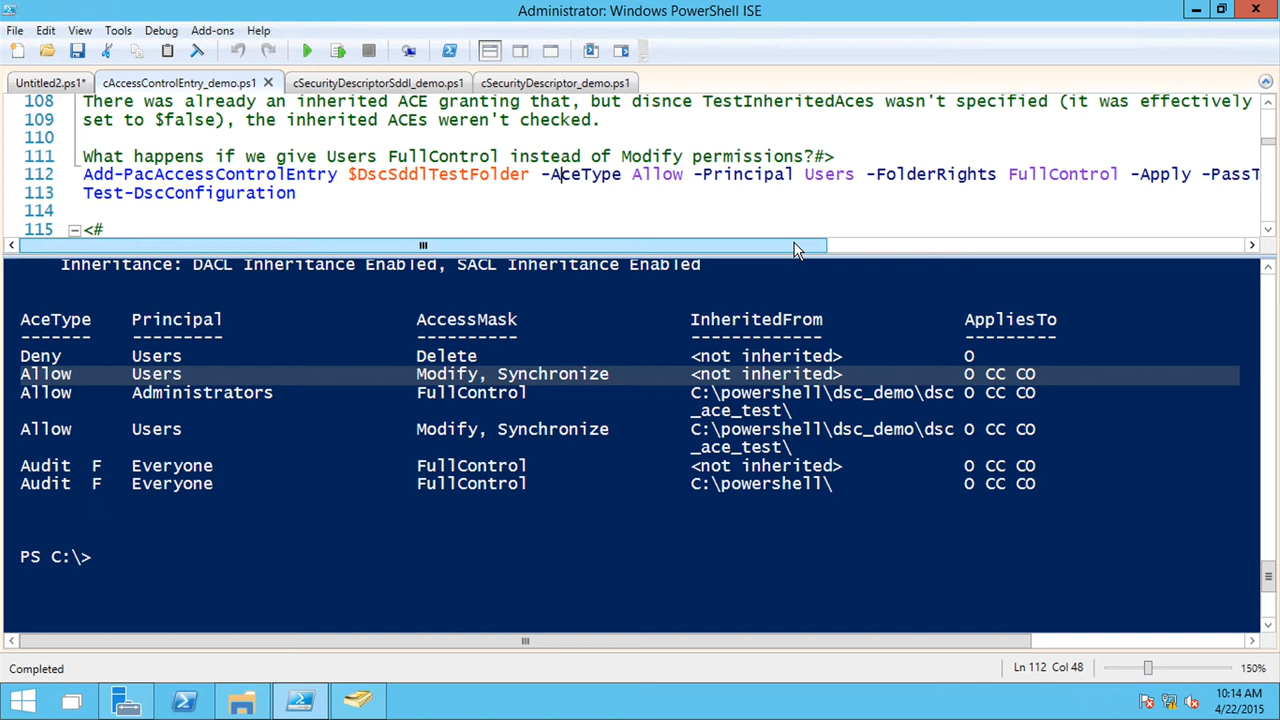 Administrator: Windows PowerShell ISE
File Edit View Tools Debug Add-ons Help
Untitled2.ps1* cAccessControlEntry_demo.ps1 cSecurityDescriptorSddl_demo.ps1 cSecurityDescriptor_demo.ps1
108 There was already an inherited ACE granting that, but disnce TestInheritedAces wasn't specified (it was effectively
109 set to $false), the inherited ACEs weren't checked.
110
111 What happens if we give Users FullControl instead of Modify permissions?#>
112 Add-PacAccessControlEntry $DscSddlTestFolder -AceType Allow -Principal Users -FolderRights FullControl -Apply -PassT
113 Test-DscConfiguration
114
115 <#
Inheritance: DACL Inheritance Enabled, SACL Inheritance Enabled
AceType Principal AccessMask InheritedFrom AppliesTo
------- --------- ---------- ------------- ---------
Deny Users Delete <not inherited> O
Allow Users Modify, Synchronize <not inherited> O CC CO
Allow Administrators FullControl C:\powershell\dsc_demo\dsc O CC CO
_ace_test\
Allow Users Modify, Synchronize C:\powershell\dsc_demo\dsc O CC CO
_ace_test\
Audit F Everyone FullControl <not inherited> O CC CO
Audit F Everyone FullControl C:\powershell\ O CC CO
PS C:\>
Completed Ln 112 Col 48 150%
10:14 AM
4/22/2015